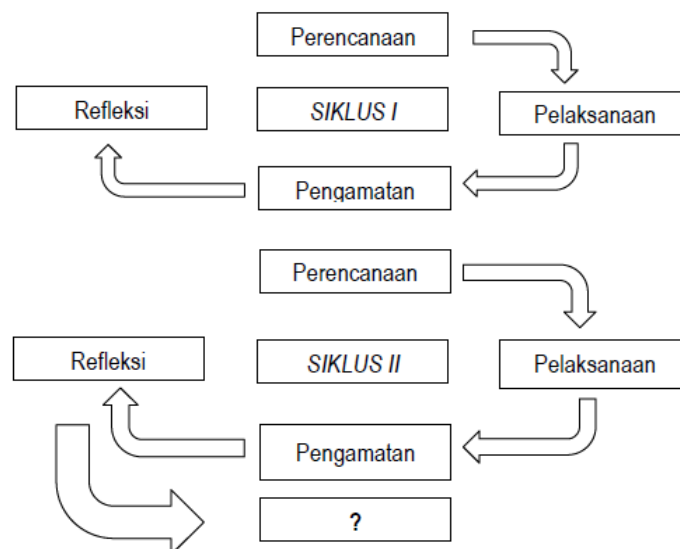 Perencanaan
Refleksi
SIKLUS I
Pelaksanaan
Pengamatan
Perencanaan
Refleksi
SIKLUS II
Pelaksanaan
Pengamatan
?